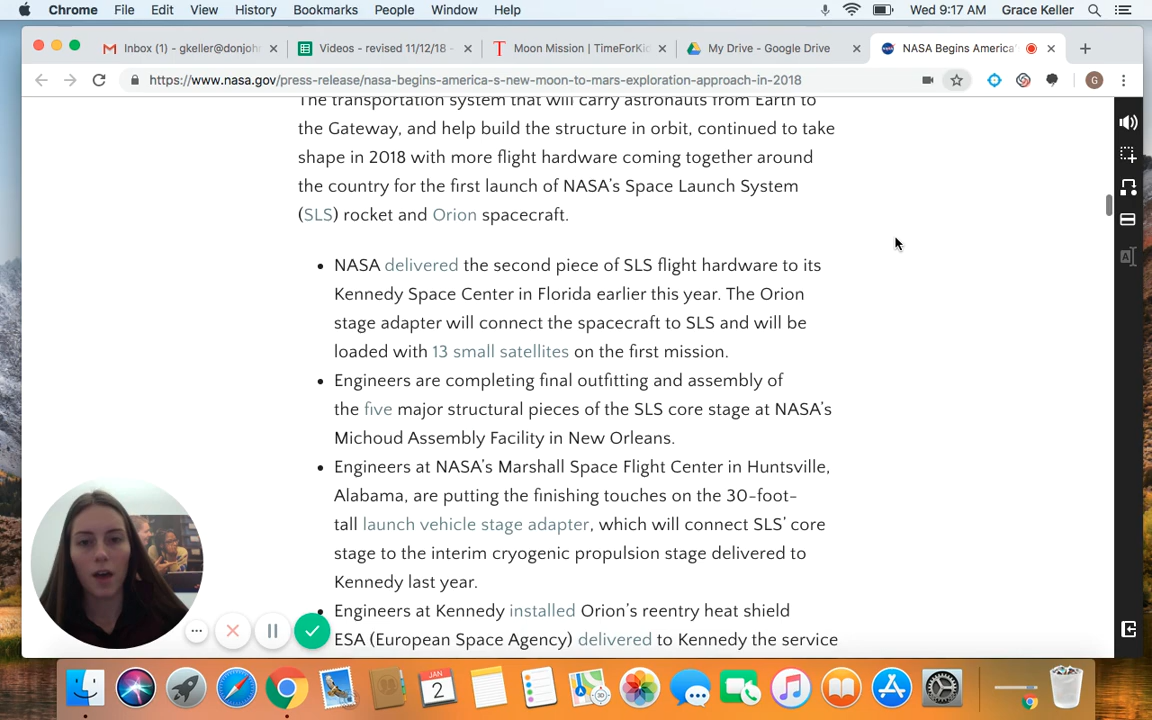 Chrome File Edit View History Bookmarks People Window Help Wed 9:17 AM Grace Keller
Inbox (1) - gkeller@donjohn Videos - revised 11/12/18 - Moon Mission | TimeForKi My Drive - Google Drive NASA Begins America'
https://www.nasa.gov/press-release/nasa-begins-america-s-new-moon-to-mars-exploration-approach-in-2018 G
The transportation system that will carry astronauts from Earth to
the Gateway, and help build the structure in orbit, continued to take
shape in 2018 with more flight hardware coming together around
the country for the first launch of NASA's Space Launch System
(SLS) rocket and Orion spacecraft.
• NASA delivered the second piece of SLS flight hardware to its
Kennedy Space Center in Florida earlier this year. The Orion
stage adapter will connect the spacecraft to SLS and will be
loaded with 13 small satellites on the first mission.
• Engineers are completing final outfitting and assembly of
the five major structural pieces of the SLS core stage at NASA's
Michoud Assembly Facility in New Orleans.
• Engineers at NASA's Marshall Space Flight Center in Huntsville,
Alabama, are putting the finishing touches on the 30-foot-
tall launch vehicle stage adapter, which will connect SLS' core
stage to the interim cryogenic propulsion stage delivered to
Kennedy last year.
• Engineers at Kennedy installed Orion's reentry heat shield
ESA (European Space Agency) delivered to Kennedy the service
JAN
2